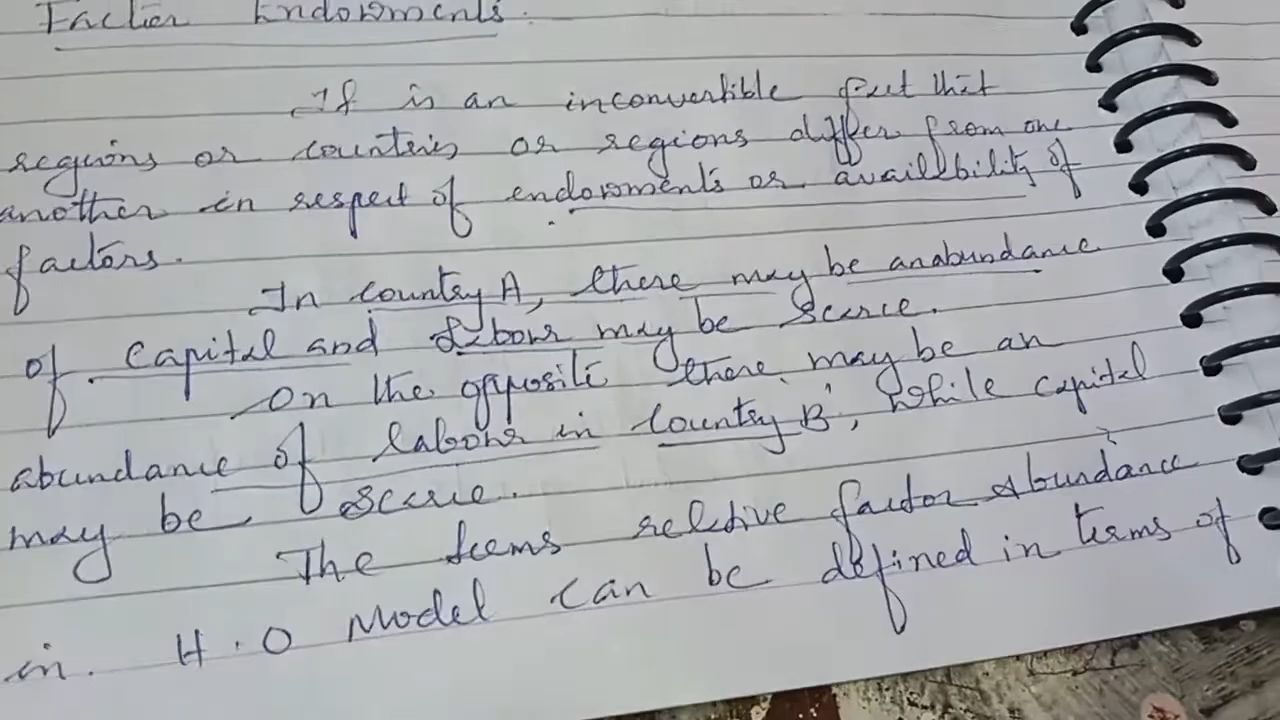 Factor Endowments.
It is an inconvertible fect that
regions or countris or regions differ from one
another in respect of endowments or availlbility of
factors.
In country A, there may be an abundance
of capital and Labour may be Scarce.
On the opposite there may be an
abundance of labour in country B', while capital
may be scarce.
The terms relative factor Abundance
in. H.O Model can be defined in terms of